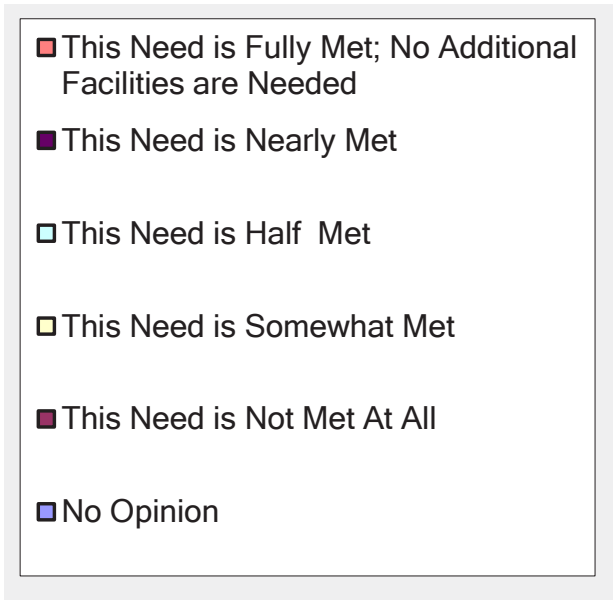 This Need is Fully Met; No Additional
Facilities are Needed
This Need is Nearly Met
This Need is Half  Met
This Need is Somewhat Met
This Need is Not Met At All
No Opinion